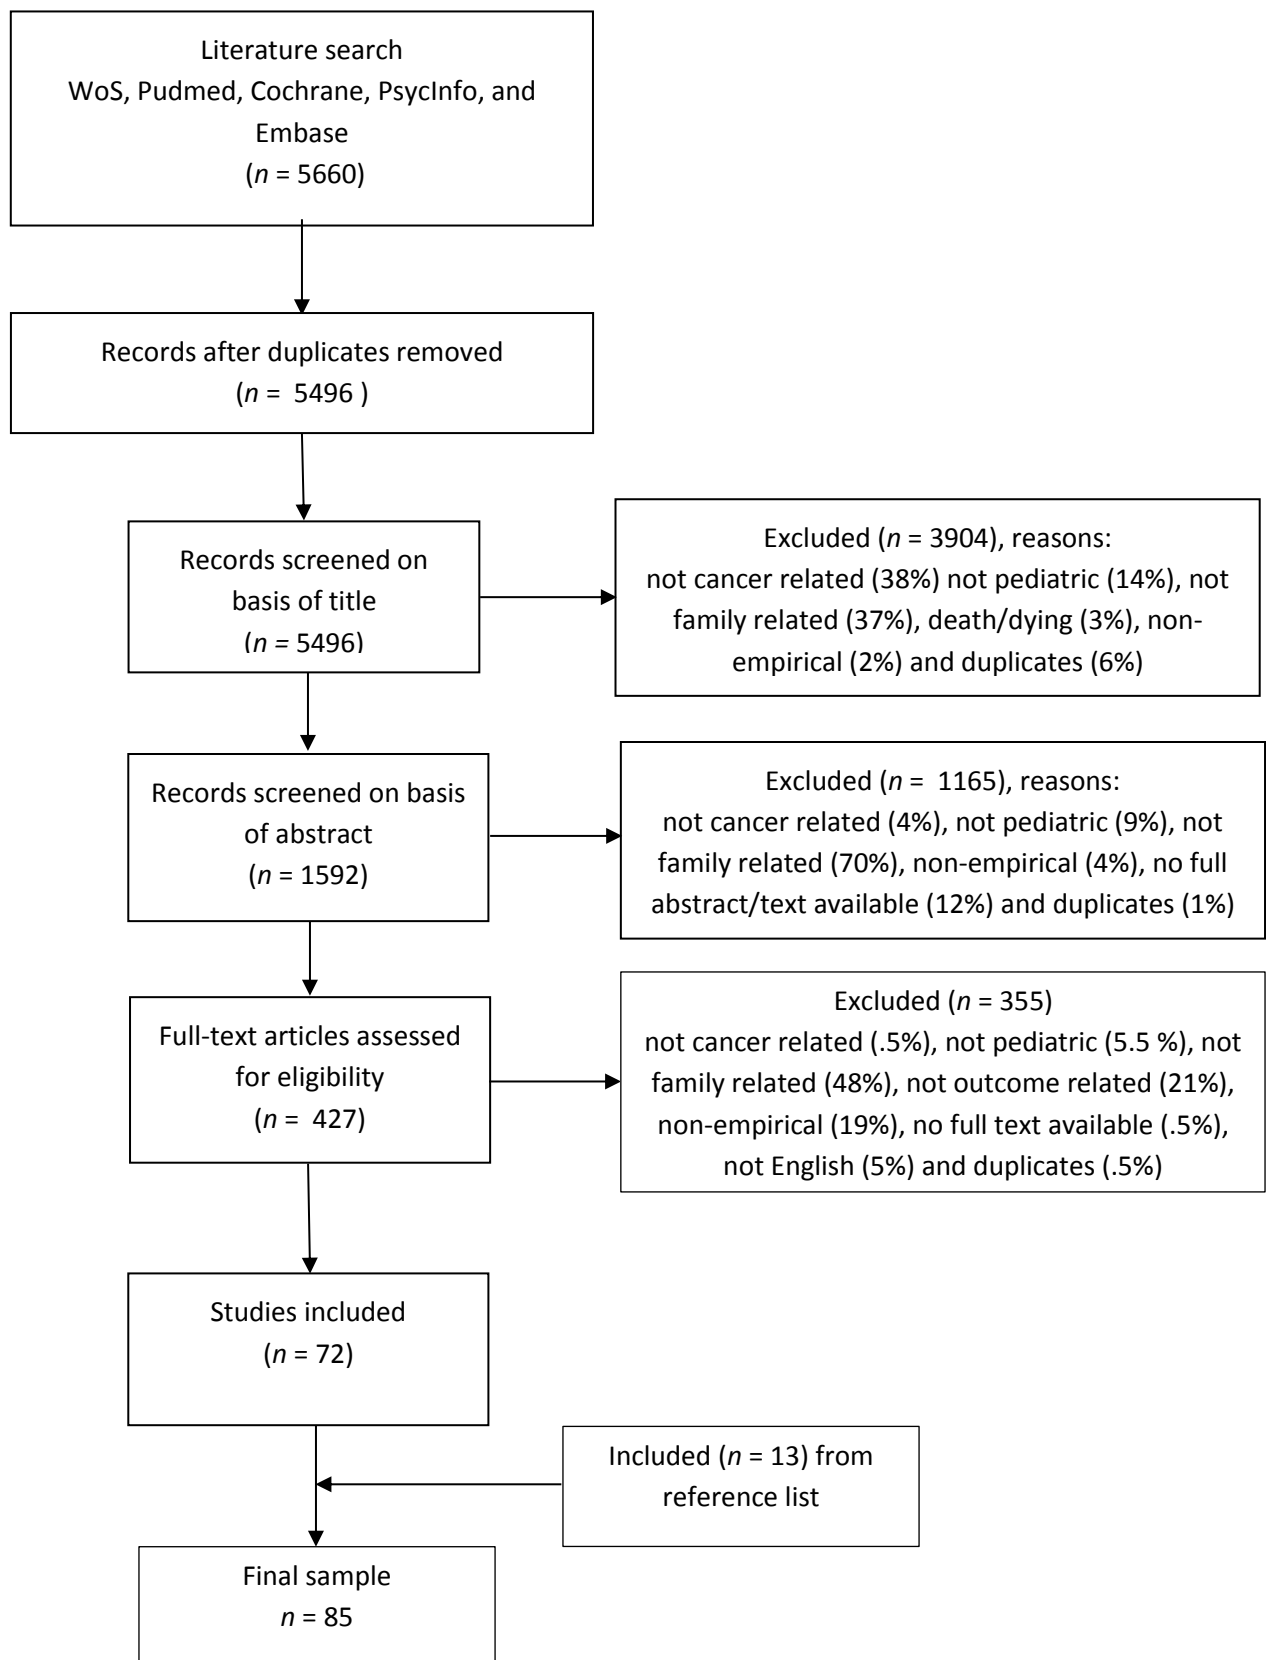 Literature search
WoS, Pudmed, Cochrane, PsycInfo, and
Embase
(n = 5660)
Records after duplicates removed
(n = 5496 )
Records screened on
basis of title
(n = 5496)
Excluded (n = 3904), reasons:
not cancer related (38%) not pediatric (14%), not
family related (37%), death/dying (3%), non-
empirical (2%) and duplicates (6%)
Records screened on basis
of abstract
(n = 1592)
Excluded (n = 1165), reasons:
not cancer related (4%), not pediatric (9%), not
family related (70%), non-empirical (4%), no full
abstract/text available (12%) and duplicates (1%)
Full-text articles assessed
for eligibility
(n = 427)
Excluded (n = 355)
not cancer related (.5%), not pediatric (5.5 %), not
family related (48%), not outcome related (21%),
non-empirical (19%), no full text available (.5%),
not English (5%) and duplicates (.5%)
Studies included
(n = 72)
Included (n = 13) from
reference list
Final sample
n = 85